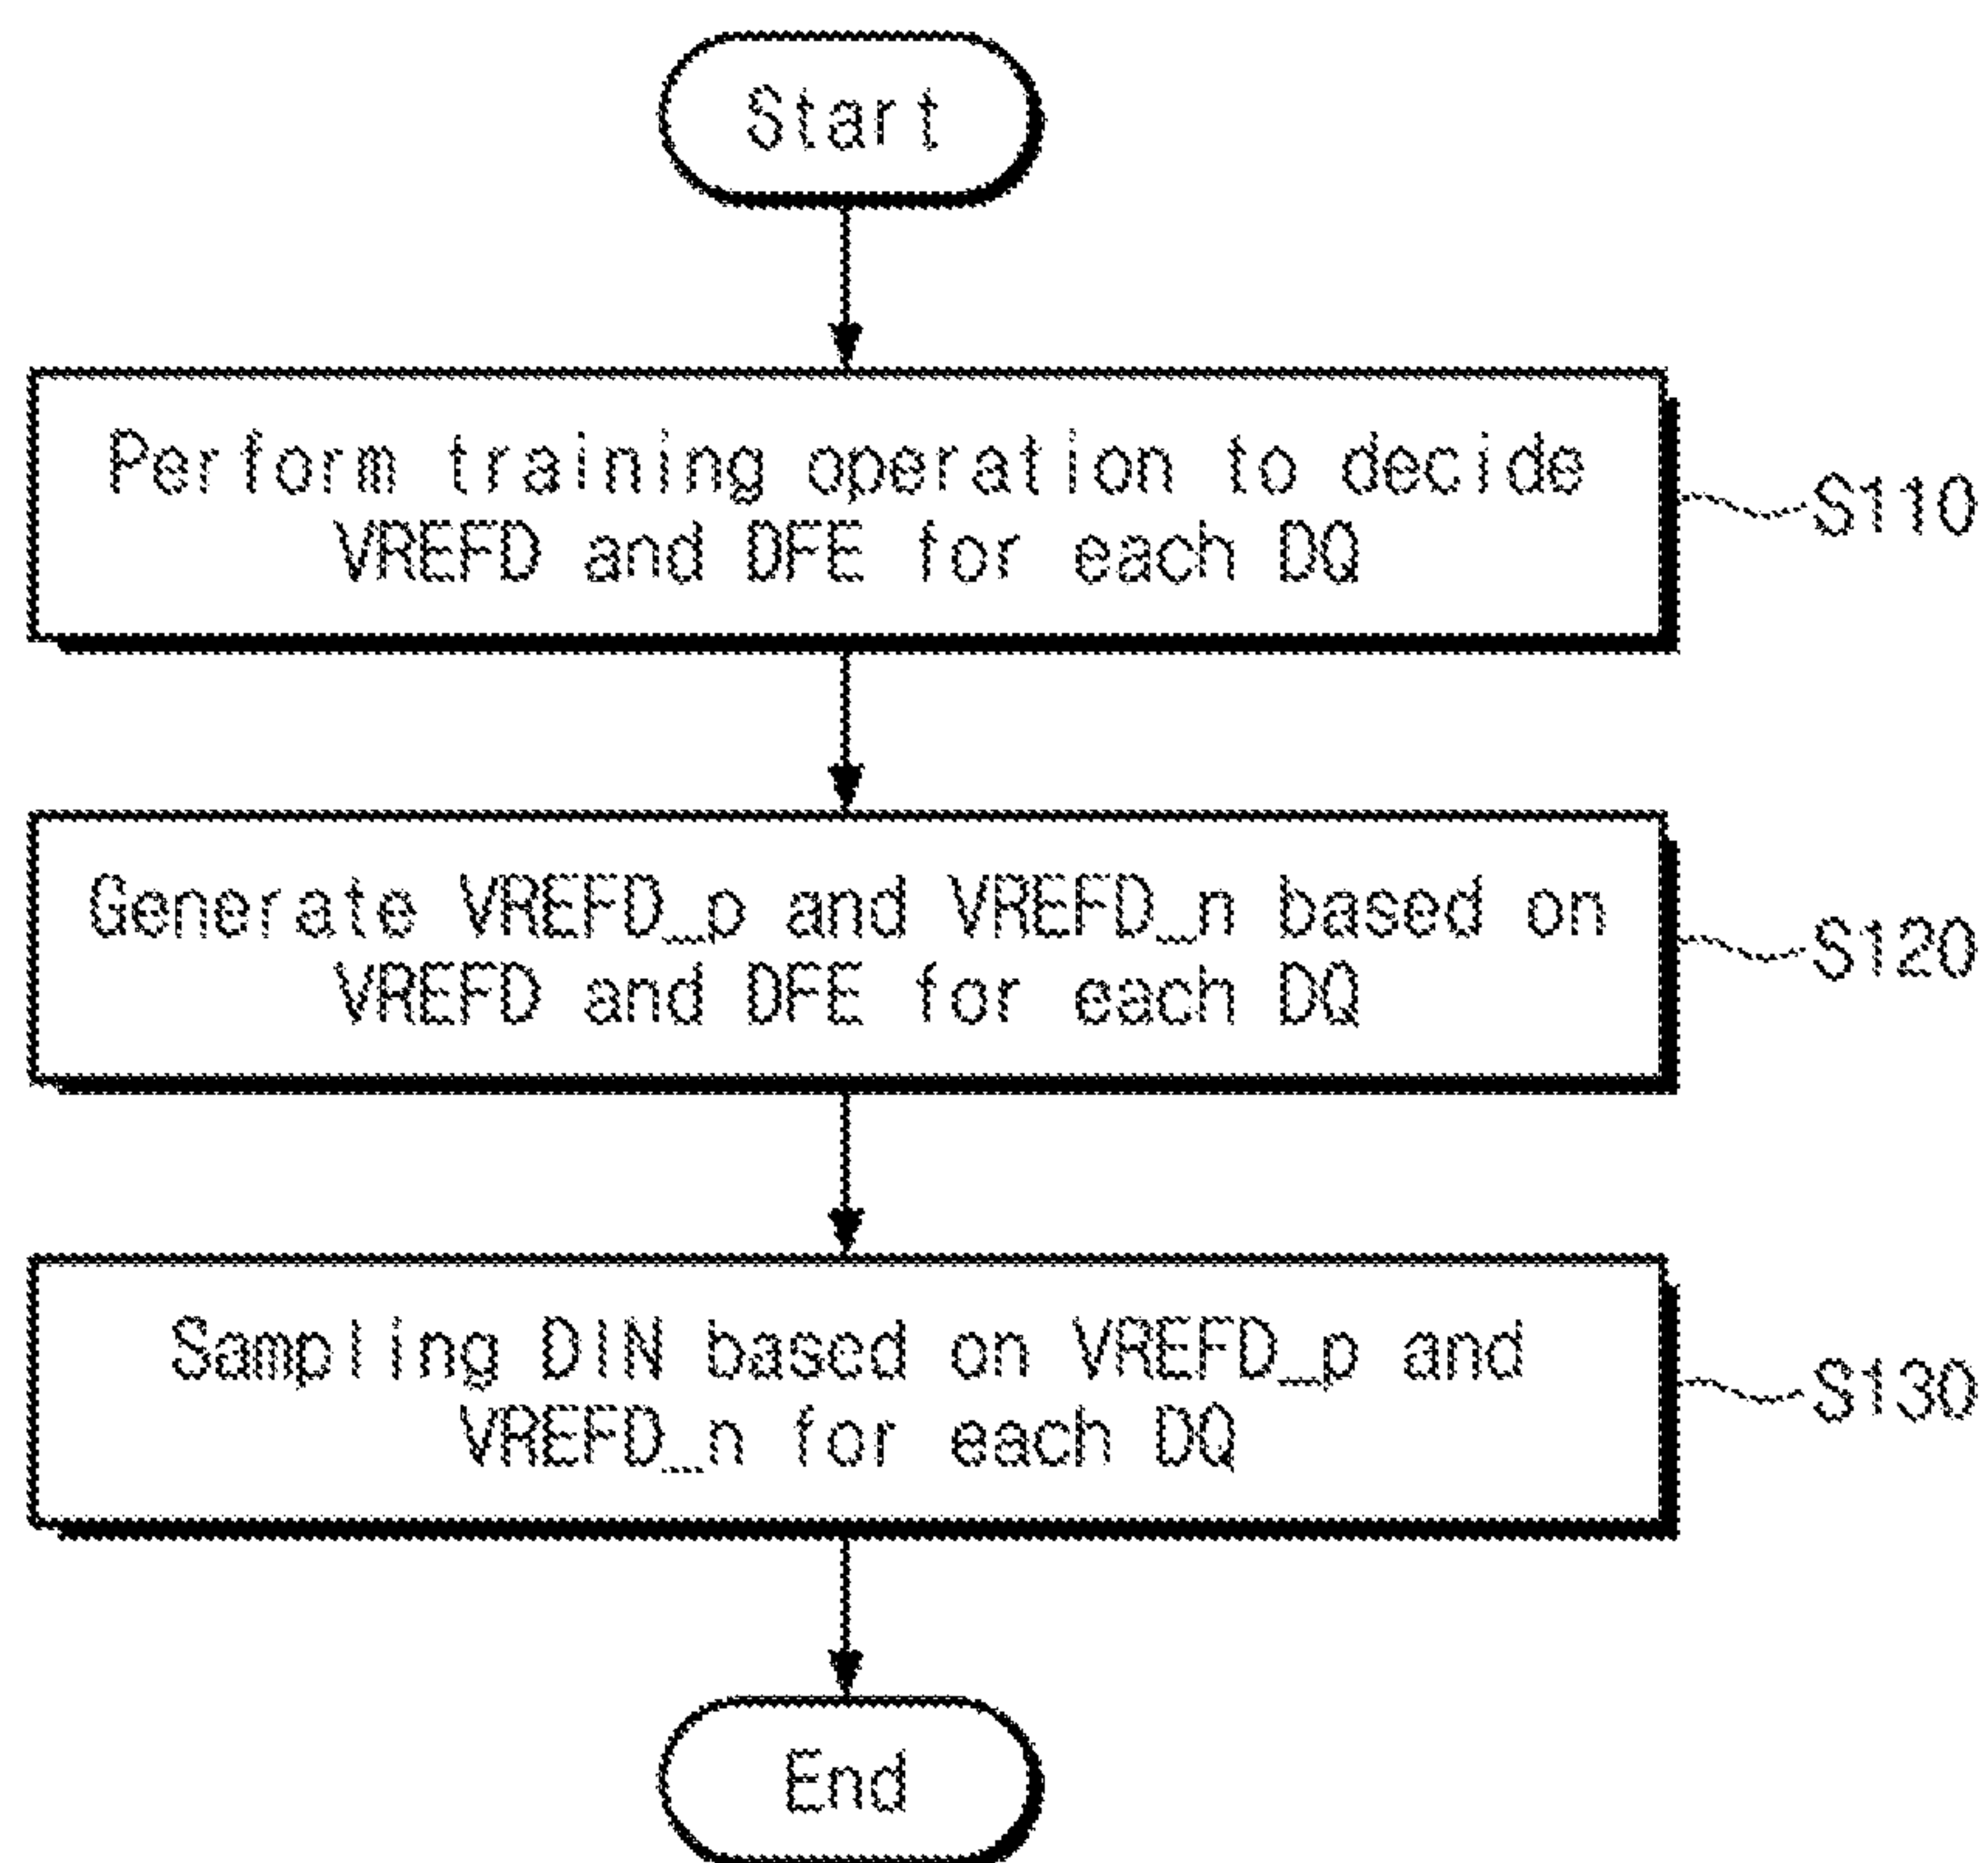 Start
Perform training operation to decide
VREFD and DFE for each DQ
S110
Generate VREFD_p and VREFD_n based on
VREFD and DFE for each DQ
S120
Sampling DIN based on VREFD_p and
VREFD_n for each DQ
S130
End